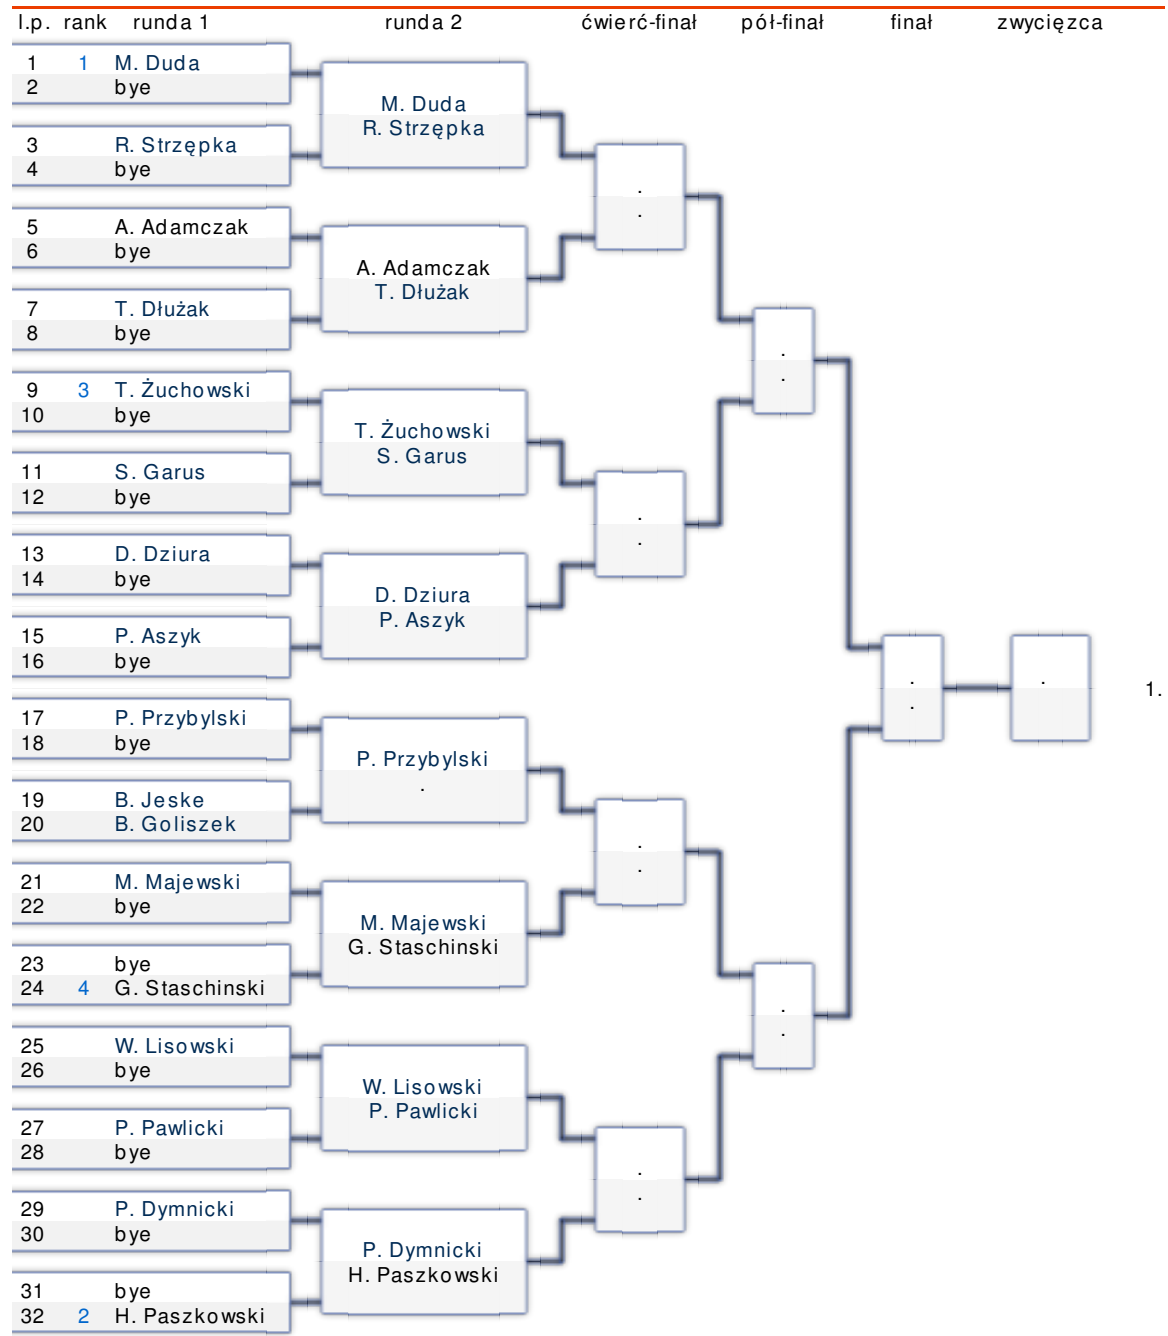 l.p. rank runda 1 runda 2 ćwierć-finał pół-finał finał zwycięzca
1 1 M. Duda
2 bye
M. Duda
R. Strzępka
3 R. Strzępka
4 bye
.
.
5 A. Adamczak
6 bye
A. Adamczak
T. Dłużak
7 T. Dłużak
8 bye
.
.
9 3 T. Żuchowski
10 bye
T. Żuchowski
S. Garus
11 S. Garus
12 bye
.
.
13 D. Dziura
14 bye
D. Dziura
P. Aszyk
15 P. Aszyk
16 bye
.
.
. 1.
17 P. Przybylski
18 bye
P. Przybylski
.
19 B. Jeske
20 B. Goliszek
.
.
21 M. Majewski
22 bye
M. Majewski
G. Staschinski
23 bye
24 4 G. Staschinski
.
.
25 W. Lisowski
26 bye
W. Lisowski
P. Pawlicki
27 P. Pawlicki
28 bye
.
.
29 P. Dymnicki
30 bye
P. Dymnicki
H. Paszkowski
31 bye
32 2 H. Paszkowski